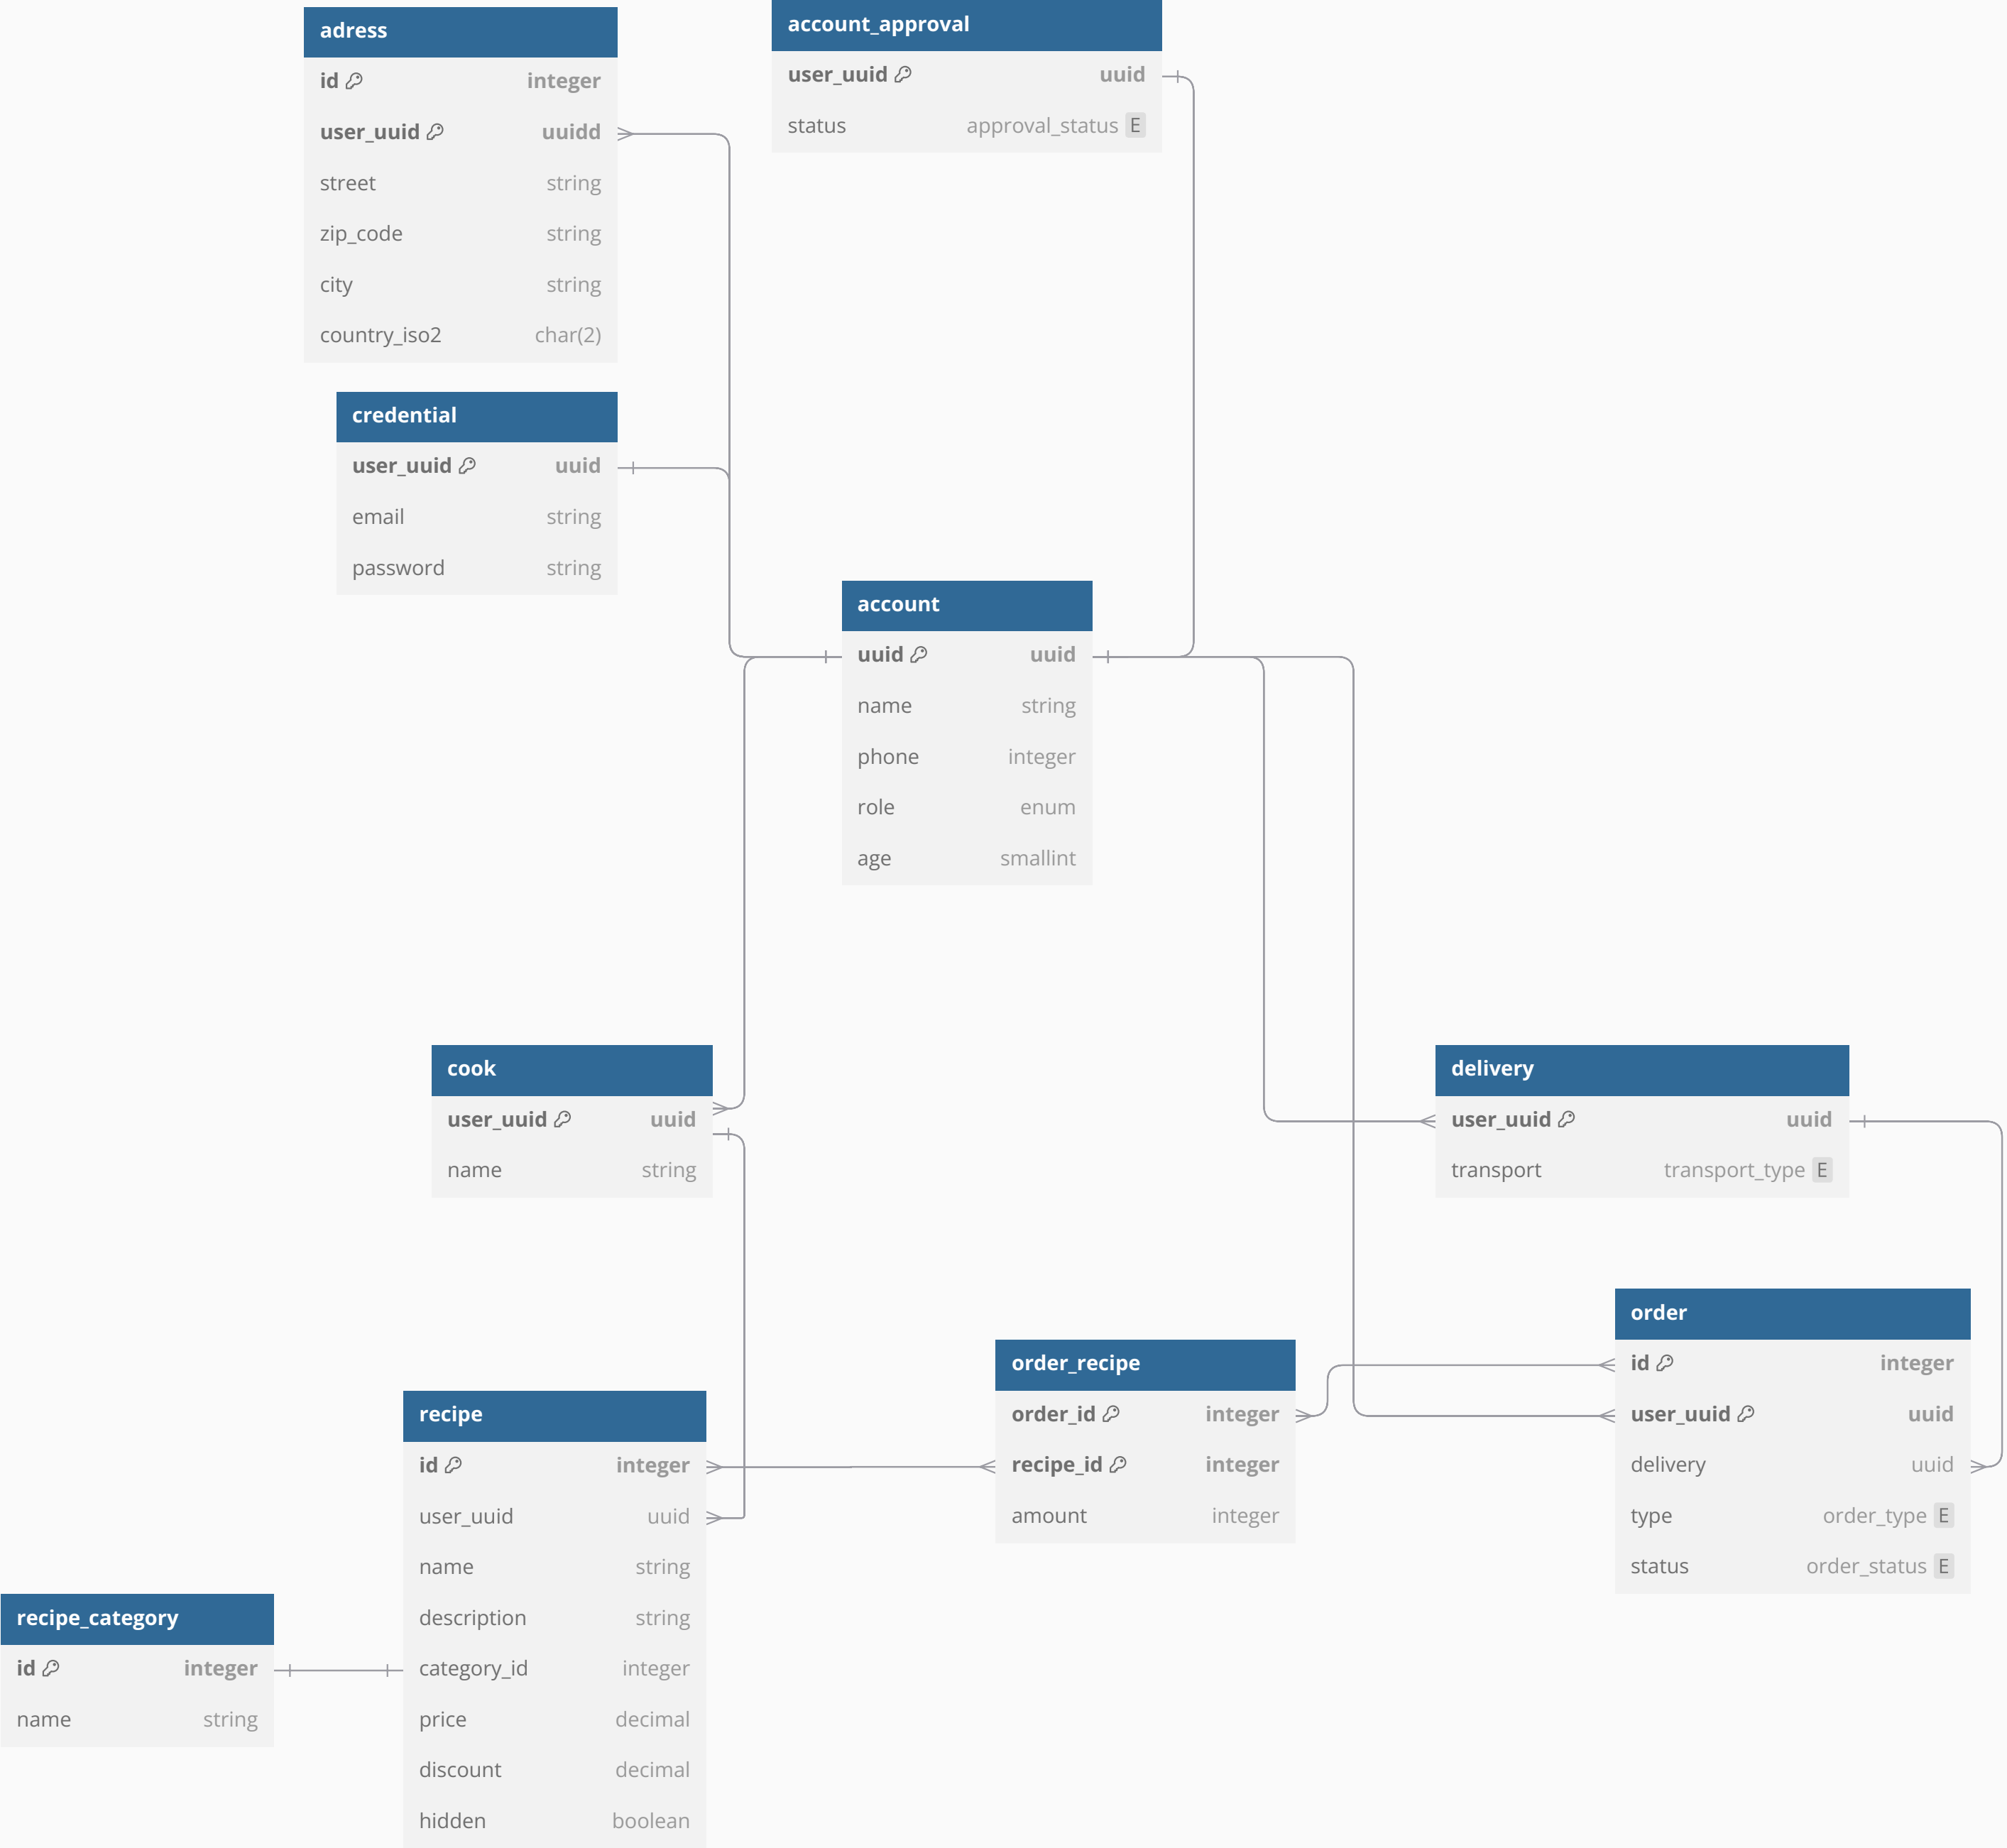 adress
id integer
user_uuid uuidd
street string
zip_code string
city string
country_iso2 char(2)
account_approval
user_uuid uuid
status approval_status E
credential
user_uuid uuid
email string
password string
account
uuid uuid
name string
phone integer
role enum
age smallint
cook
user_uuid uuid
name string
delivery
user_uuid uuid
transport transport_type E
order
id integer
user_uuid uuid
delivery uuid
type order_type E
status order_status E
order_recipe
order_id integer
recipe_id integer
amount integer
recipe
id integer
user_uuid uuid
name string
description string
category_id integer
price decimal
discount decimal
hidden boolean
recipe_category
id integer
name string